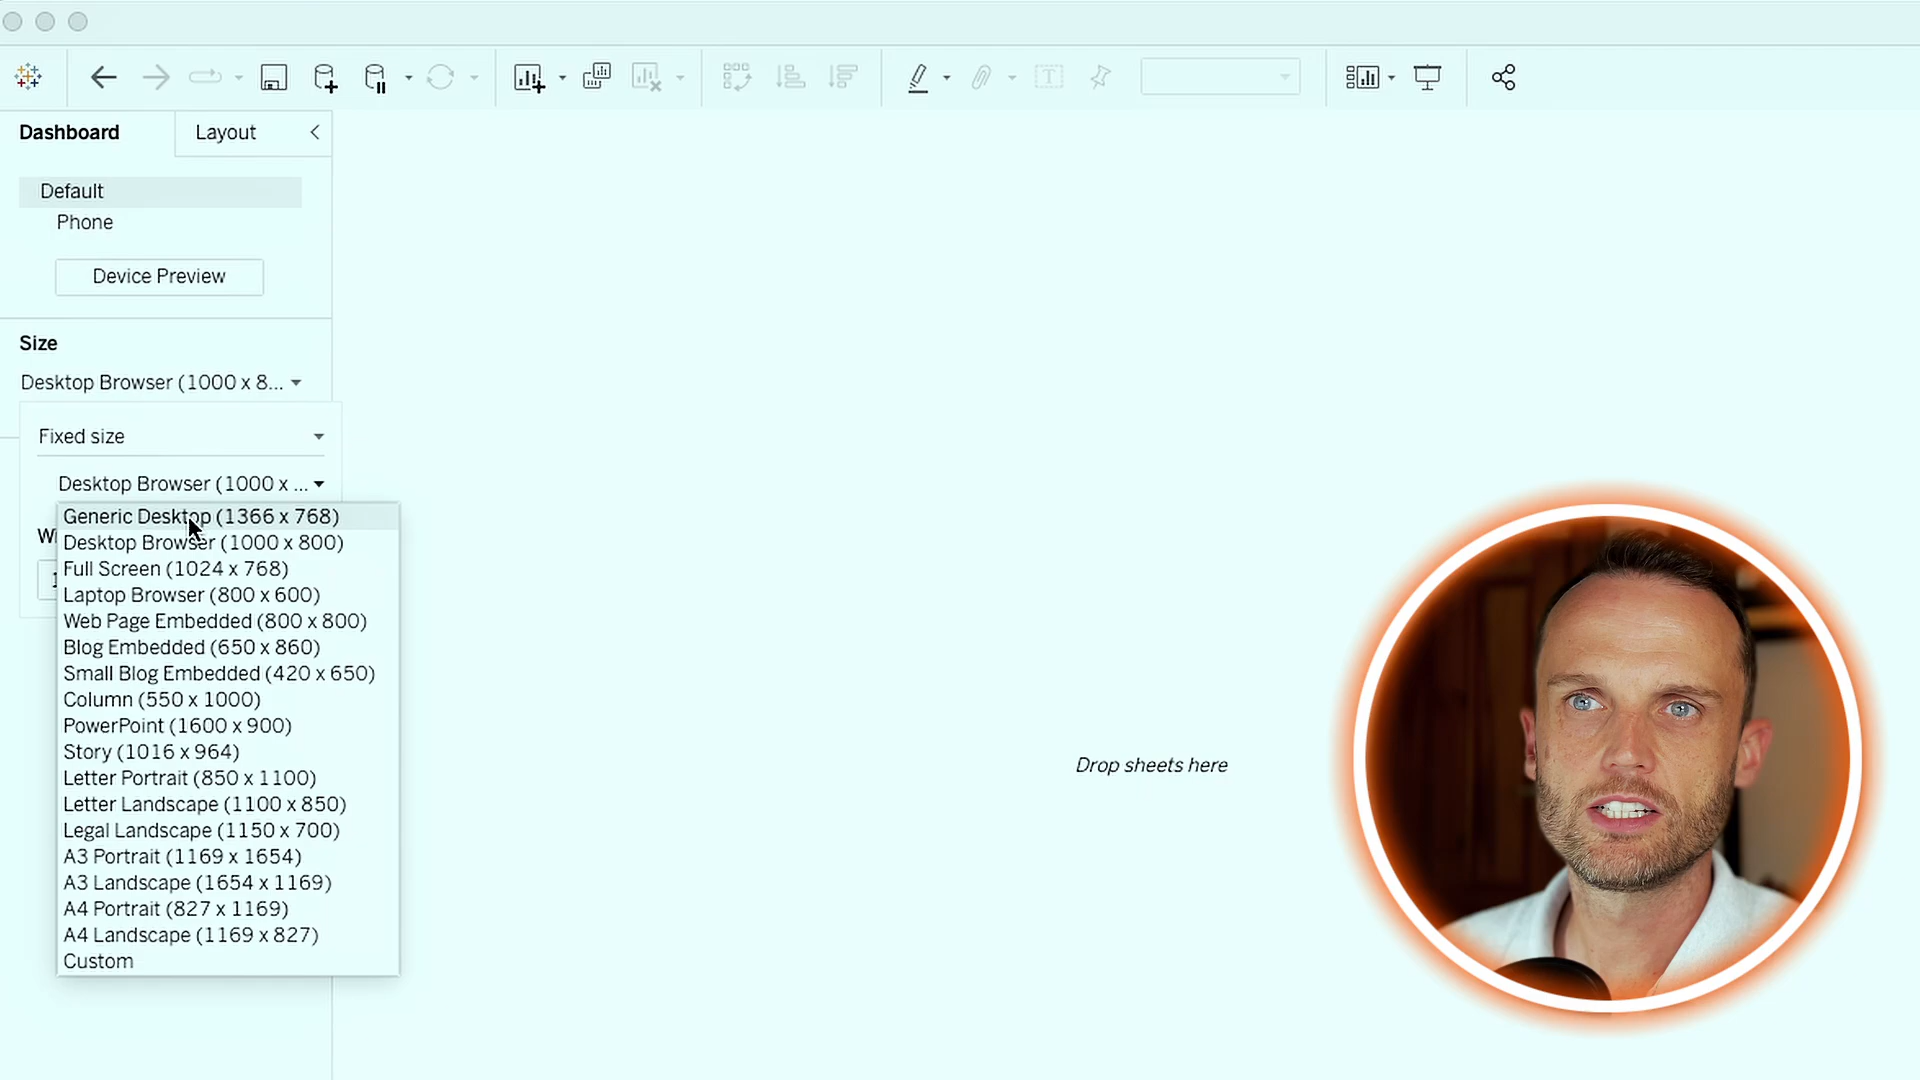 Dashboard
Layout
Default
Phone
Device Preview
Size
Desktop Browser (1000 x 8...
Fixed size
Desktop Browser (1000 x ...
Generic Desktop (1366 x 768)
Desktop Browser (1000 x 800)
Full Screen (1024 x 768)
Laptop Browser (800 x 600)
Web Page Embedded (800 x 800)
Blog Embedded (650 x 860)
Small Blog Embedded (420 x 650)
Column (550 x 1000)
PowerPoint (1600 x 900)
Story (1016 x 964)
Letter Portrait (850 x 1100)
Letter Landscape (1100 x 850)
Legal Landscape (1150 x 700)
A3 Portrait (1169 x 1654)
A3 Landscape (1654 x 1169)
A4 Portrait (827 x 1169)
A4 Landscape (1169 x 827)
Custom
Drop sheets here